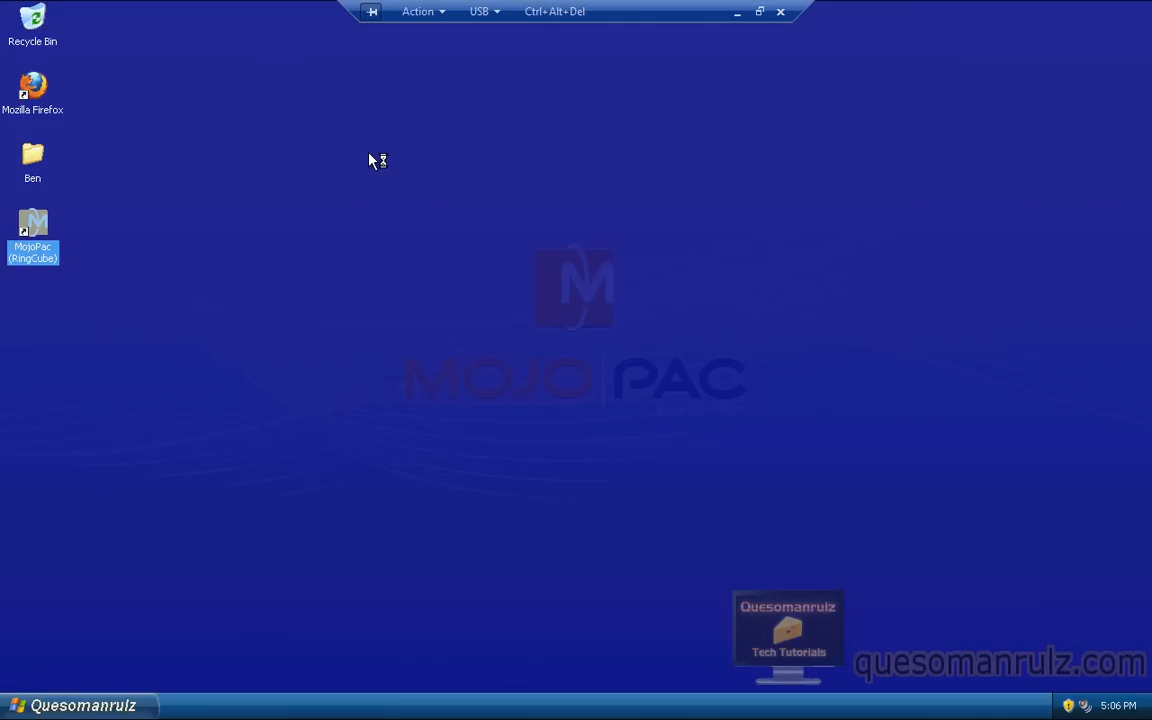 Action
USB
Ctrl+Alt+Del
Recycle Bin
Mozilla Firefox
Ben
MojoPac
(RingCube)
M
MOJO PAC
Quesomanrulz
Tech Tutorials
quesomanrulz.com
Quesomanrulz
5:06 PM